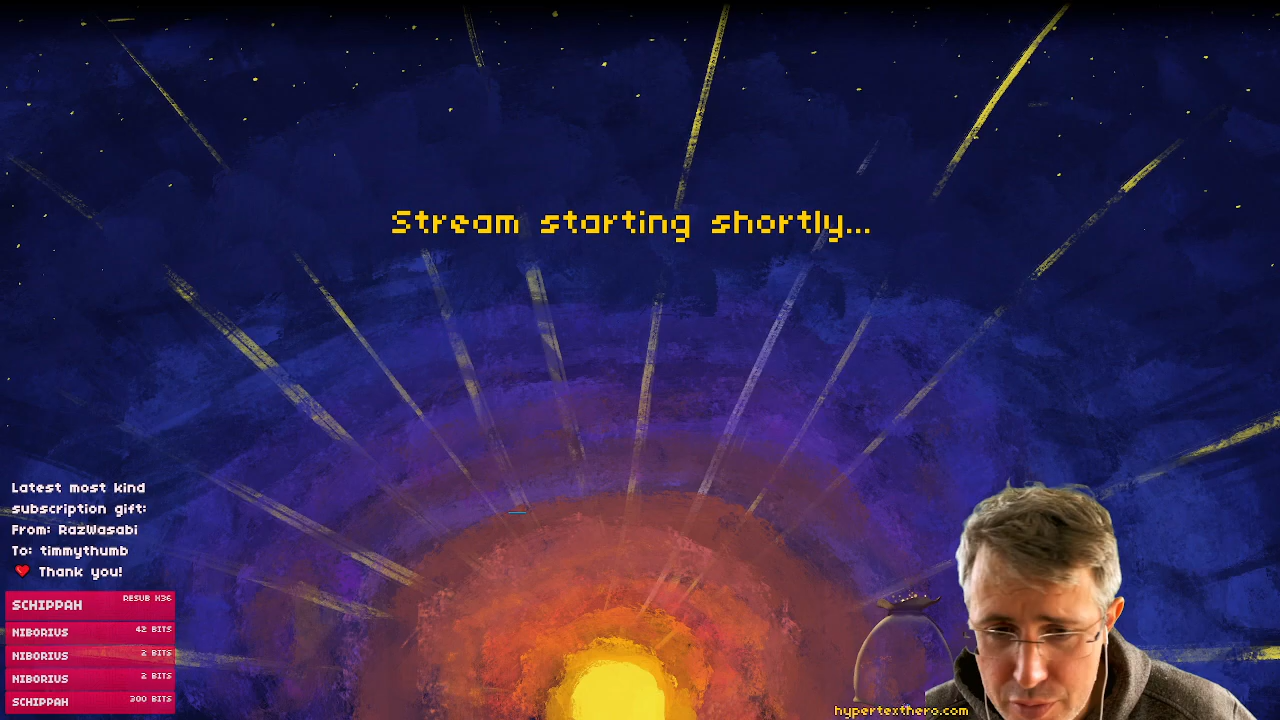 Stream starting shortly...
Latest most kind
subscription gift:
From: RazWasabi
To: timmythumb
❤ Thank you!
SCHIPPAH RESUB X36
NIBORIUS 42 BITS
NIBORIUS 2 BITS
NIBORIUS 2 BITS
SCHIPPAH 300 BITS
hypertexthero.com